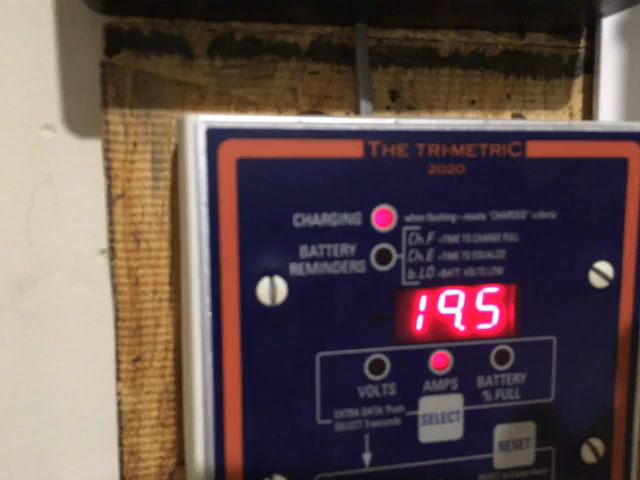 THE TRI-METRIC
2020
CHARGING when flashing-meets "CHARGED" criteria
BATTERY REMINDERS
Ch.F =TIME TO CHARGE FULL
Ch.E =TIME TO EQUALIZE
b.LO =BATT. VOLTS LOW
19.5
VOLTS AMPS BATTERY % FULL
EXTRA DATA: Push
SELECT 3 seconds
SELECT
RESET